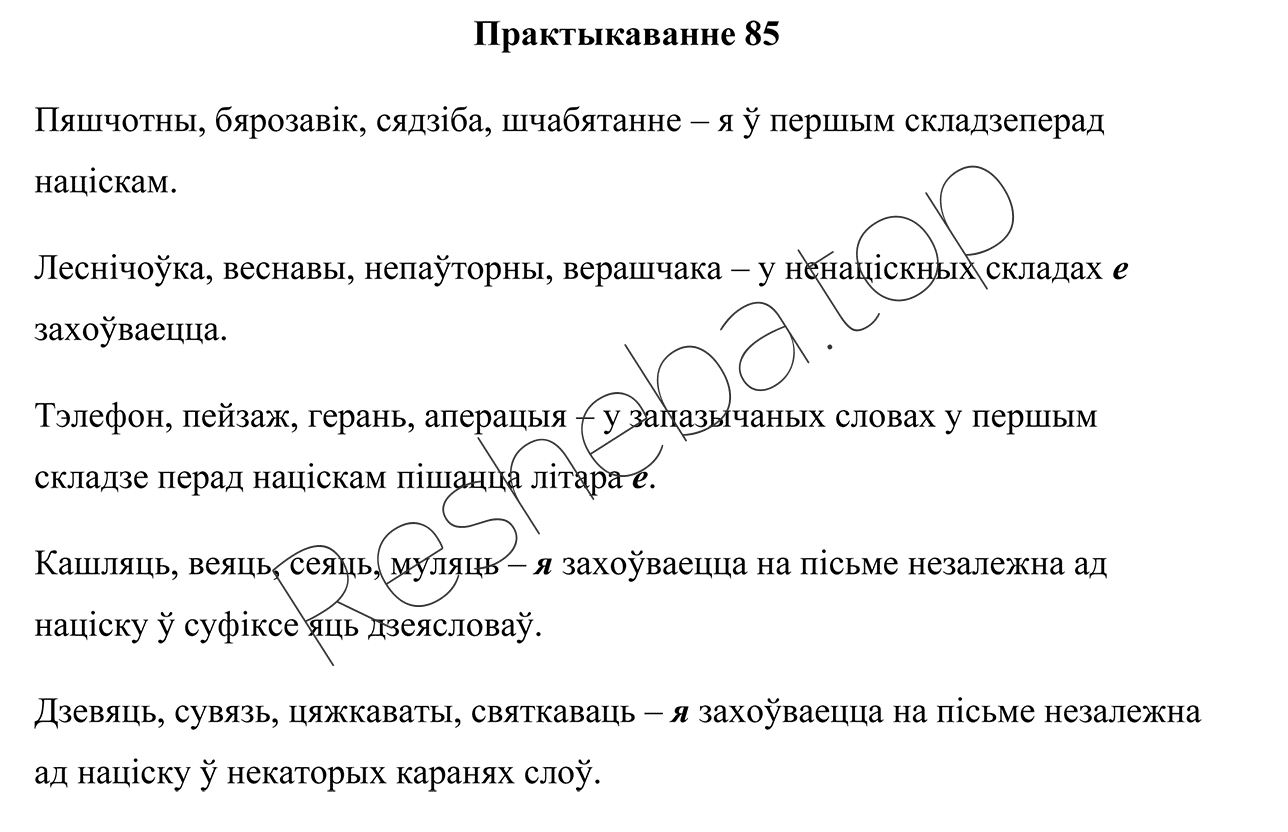 Практыкаванне 85
Пяшчотны, бярозавік, сядзіба, шчабятанне – я ў першым складзеперад
націскам.
Леснічоўка, веснавы, непаўторны, верашчака – у ненаціскных складах е
захоўваецца.
Тэлефон, пейзаж, герань, аперацыя – у запазычаных словах у першым
складзе перад націскам пішацца літара е.
Кашляць, веяць, сеяць, муляць – я захоўваецца на пісьме незалежна ад
націску ў суфіксе яць дзеясловаў.
Дзевяць, сувязь, цяжкаваты, святкаваць – я захоўваецца на пісьме незалежна
ад націску ў некаторых каранях слоў.
Resheba.top